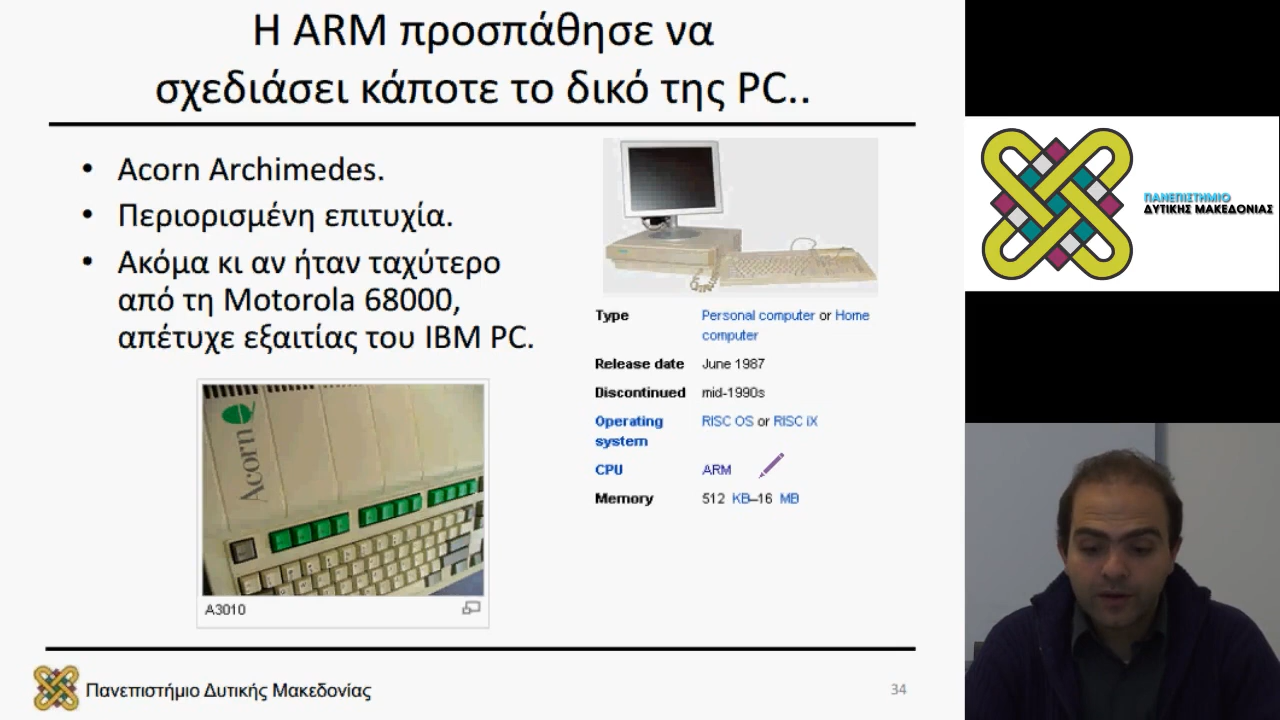 Η ARM προσπάθησε να
σχεδιάσει κάποτε το δικό της PC..
• Acorn Archimedes.
• Περιορισμένη επιτυχία.
• Ακόμα κι αν ήταν ταχύτερο
από τη Motorola 68000,
απέτυχε εξαιτίας του IBM PC.
Acorn
A3010
Type Personal computer or Home
computer
Release date June 1987
Discontinued mid-1990s
Operating RISC OS or RISC iX
system
CPU ARM
Memory 512 KB–16 MB
Πανεπιστήμιο Δυτικής Μακεδονίας
34
ΠΑΝΕΠΙΣΤΗΜΙΟ
ΔΥΤΙΚΗΣ ΜΑΚΕΔΟΝΙΑΣ